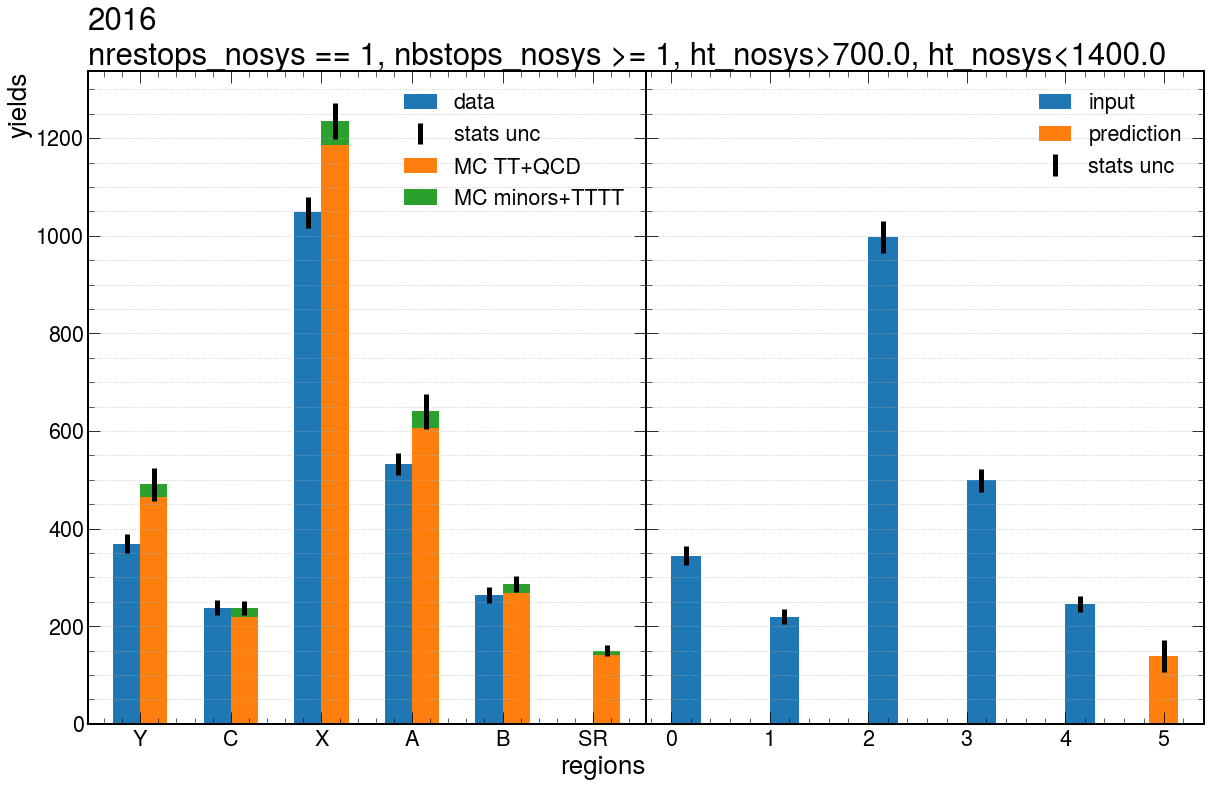 2016
nrestops_nosys == 1, nbstops_nosys >= 1, ht_nosys>700.0, ht_nosys<1400.0
yields
1200
1000
800
600
400
200
0
data
stats unc
MC TT+QCD
MC minors+TTTT
input
prediction
stats unc
Y C X A B SR 0 1 2 3 4 5
regions